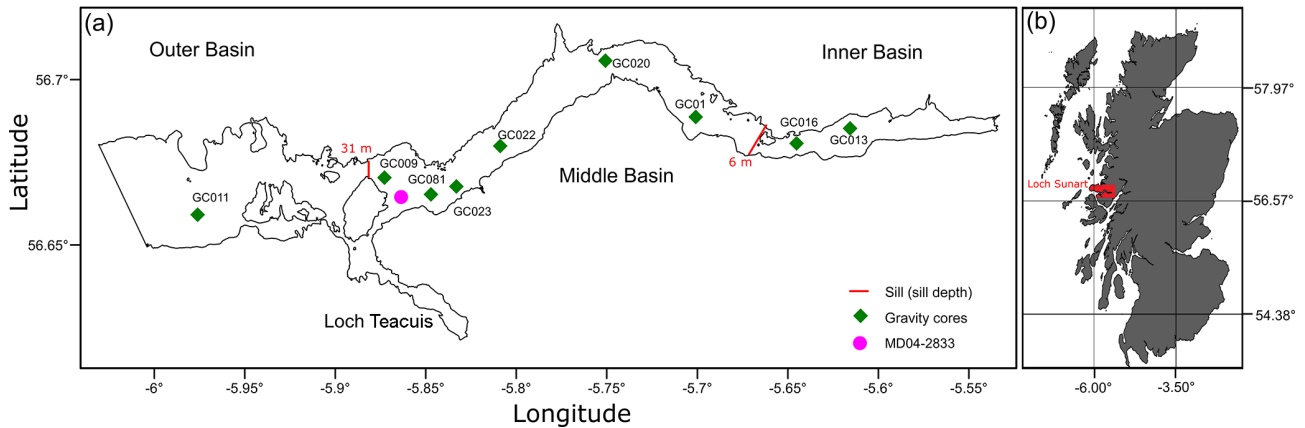 (a)
Outer Basin
Inner Basin
Middle Basin
Loch Teacuis
GC020
GC01
GC016
GC013
GC022
GC009
GC081
GC023
GC011
31 m
6 m
Sill (sill depth)
Gravity cores
MD04-2833
Latitude
56.7°
56.65°
-6°
-5.95°
-5.9°
-5.85°
-5.8°
-5.75°
-5.7°
-5.65°
-5.6°
-5.55°
Longitude
(b)
Loch Sunart
57.97°
56.57°
54.38°
-6.00°
-3.50°